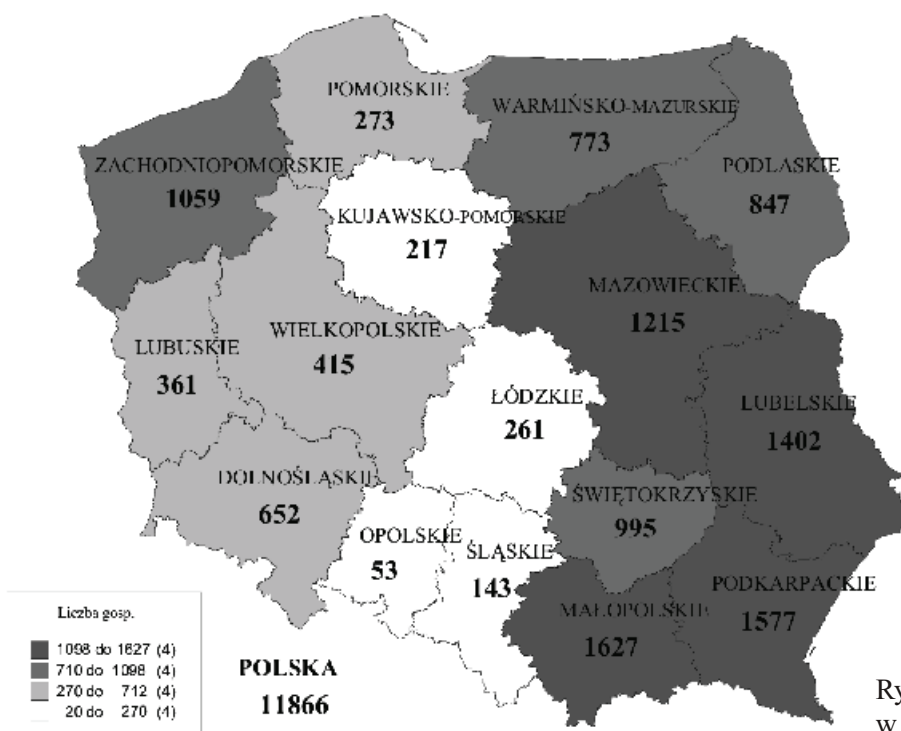 POMORSKIE
273
WARMIŃSKO-MAZURSKIE
773
ZACHODNIOPOMORSKIE
1059
PODLASKIE
847
KUJAWSKO-POMORSKIE
217
MAZOWIECKIE
1215
WIELKOPOLSKIE
415
LUBUSKIE
361
ŁÓDZKIE
261
LUBELSKIE
1402
DOLNOŚLĄSKIE
652
ŚWIĘTOKRZYSKIE
995
OPOLSKIE
53
ŚLĄSKIE
143
PODKARPACKIE
1577
MAŁOPOLSKIE
1627
Liczba gosp.
1098 do 1627 (4)
710 do 1098 (4)
270 do 712 (4)
20 do 270 (4)
POLSKA
11866
Ry
w